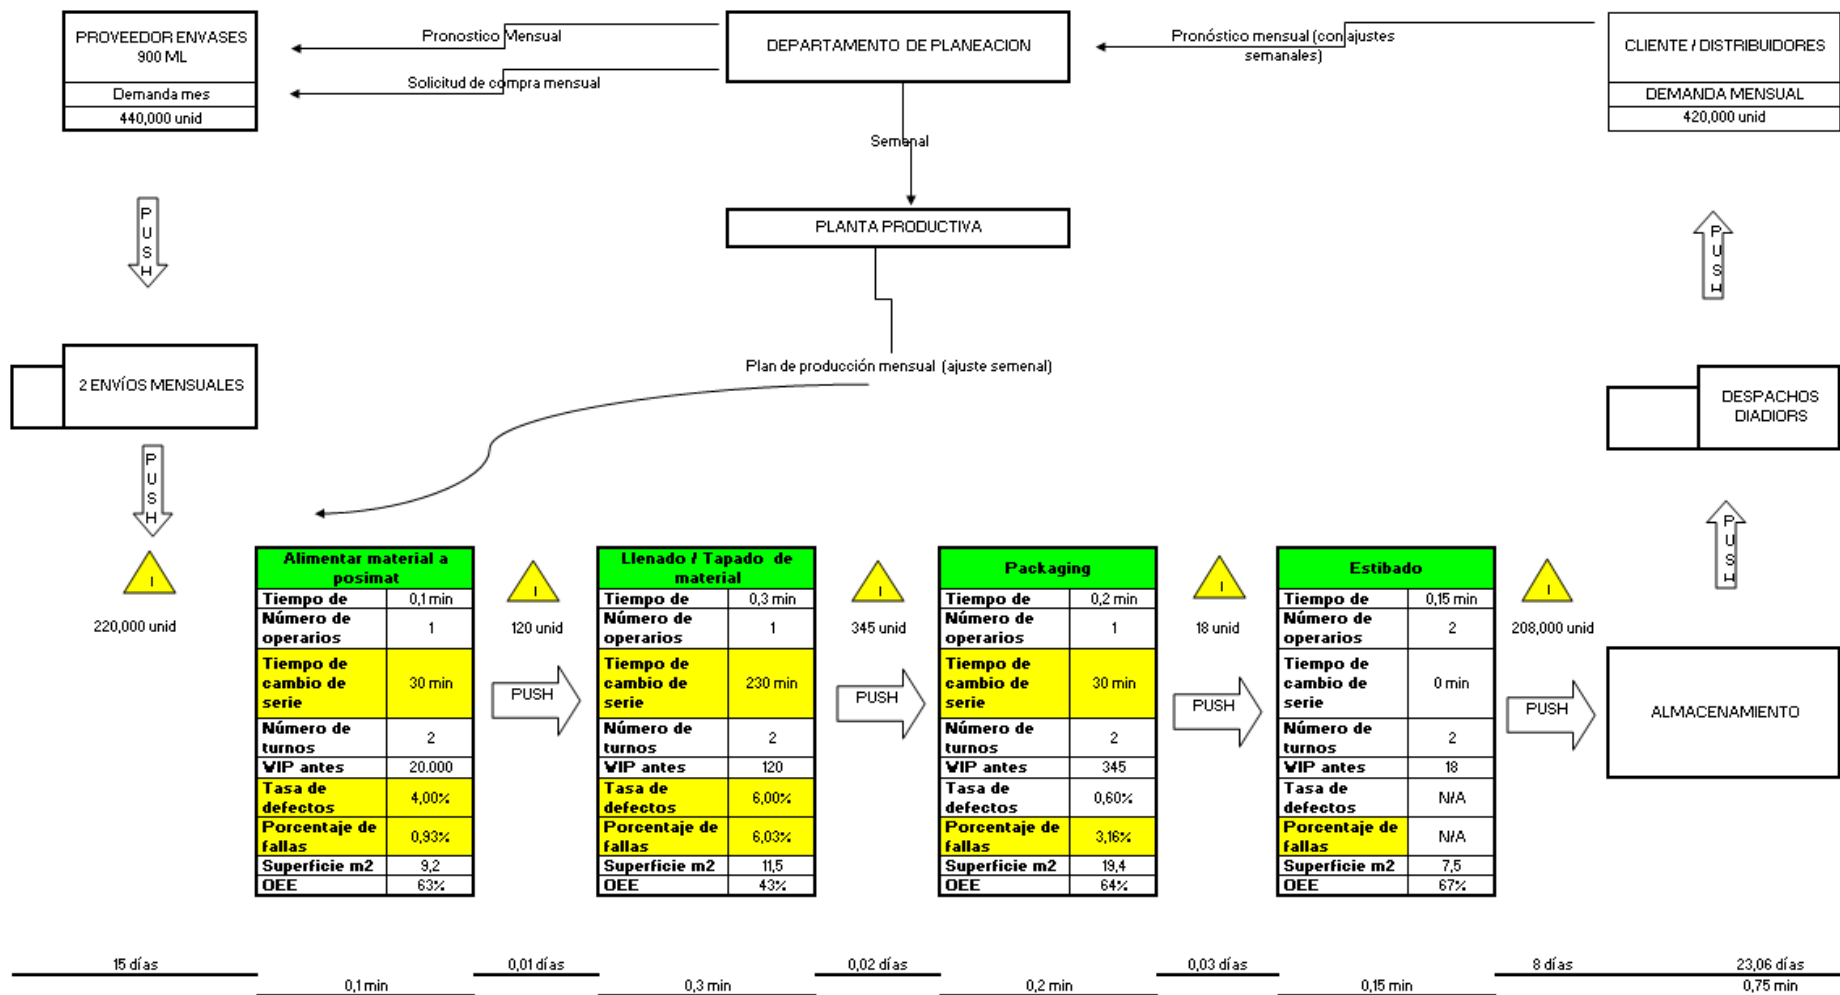 PROVEEDOR ENVASES
900 ML
Demanda mes
440,000 unid
Pronostico Mensual
Solicitud de compra mensual
DEPARTAMENTO DE PLANEACION
Pronóstico mensual (con ajustes
semanales)
CLIENTE / DISTRIBUIDORES
DEMANDA MENSUAL
420,000 unid
Semanal
PLANTA PRODUCTIVA
PUSH
PUSH
Plan de producción mensual (ajuste semenal)
2 ENVÍOS MENSUALES
DESPACHOS
DIADIORS
PUSH
PUSH
I
220,000 unid
Alimentar material a
posimat
Tiempo de 0,1 min
Número de
operarios 1
Tiempo de
cambio de
serie 30 min
Número de
turnos 2
WIP antes 20.000
Tasa de
defectos 4,00%
Porcentaje de
fallas 0,93%
Superficie m2 9,2
OEE 63%
I
120 unid
PUSH
Llenado / Tapado de
material
Tiempo de 0,3 min
Número de
operarios 1
Tiempo de
cambio de
serie 230 min
Número de
turnos 2
WIP antes 120
Tasa de
defectos 6,00%
Porcentaje de
fallas 6,03%
Superficie m2 11,5
OEE 43%
I
345 unid
PUSH
Packaging
Tiempo de 0,2 min
Número de
operarios 1
Tiempo de
cambio de
serie 30 min
Número de
turnos 2
WIP antes 345
Tasa de
defectos 0,60%
Porcentaje de
fallas 3,16%
Superficie m2 19,4
OEE 64%
I
18 unid
PUSH
Estibado
Tiempo de 0,15 min
Número de
operarios 2
Tiempo de
cambio de
serie 0 min
Número de
turnos 2
WIP antes 18
Tasa de
defectos N/A
Porcentaje de
fallas N/A
Superficie m2 7,5
OEE 67%
I
208,000 unid
PUSH
ALMACENAMIENTO
15 días 0,01 días 0,02 días 0,03 días 8 días 23,06 días
0,1 min 0,3 min 0,2 min 0,15 min 0,75 min